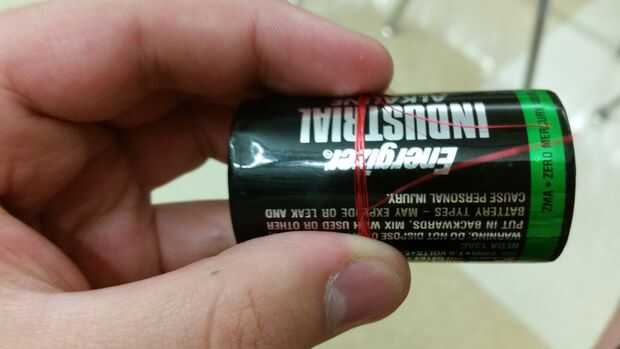 Energizer®
INDUSTRIAL
ALKALINE
ZMA • ZERO MERCURY
WARNING: DO NOT DISPOSE
PUT IN BACKWARDS, MIX WITH USED OR OTHER
BATTERY TYPES – MAY EXPLODE OR LEAK AND
CAUSE PERSONAL INJURY.